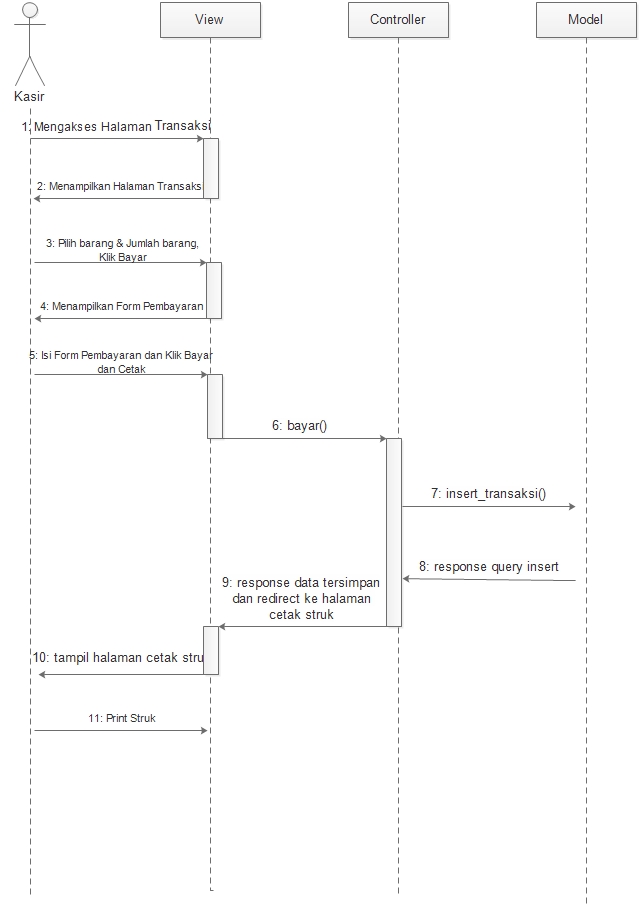 View
Controller
Model
Kasir
1: Mengakses Halaman Transaksi
2: Menampilkan Halaman Transaksi
3: Pilih barang & Jumlah barang,
Klik Bayar
4: Menampilkan Form Pembayaran
5: Isi Form Pembayaran dan Klik Bayar
dan Cetak
6: bayar()
7: insert_transaksi()
8: response query insert
9: response data tersimpan
dan redirect ke halaman
cetak struk
10: tampil halaman cetak stru
11: Print Struk